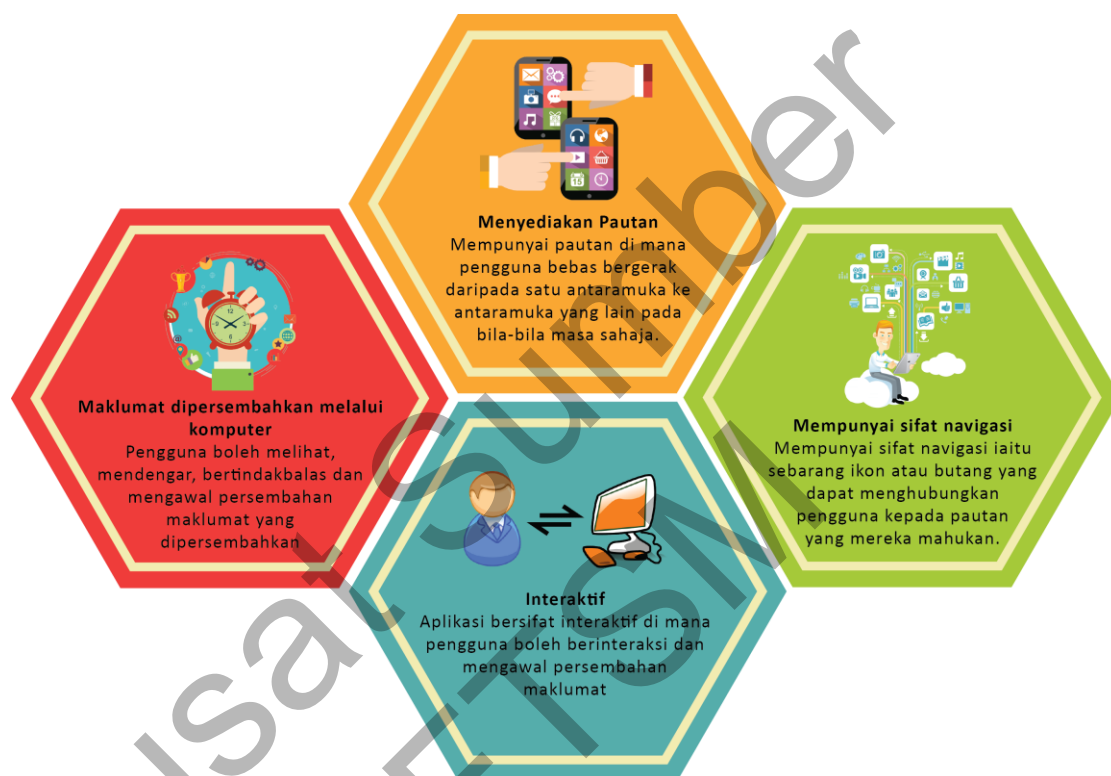 Menyediakan Pautan
Mempunyai pautan di mana
pengguna bebas bergerak
daripada satu antaramuka ke
antaramuka yang lain pada
bila-bila masa sahaja.
Maklumat dipersembahkan melalui
komputer
Pengguna boleh melihat,
mendengar, bertindakbalas dan
mengawal persembahan
maklumat yang
dipersembahkan
Mempunyai sifat navigasi
Mempunyai sifat navigasi iaitu
sebarang ikon atau butang yang
dapat menghubungkan
pengguna kepada pautan
yang mereka mahukan.
Interaktif
Aplikasi bersifat interaktif di mana
pengguna boleh berinteraksi dan
mengawal persembahan
maklumat
usat Sumber
FTSM